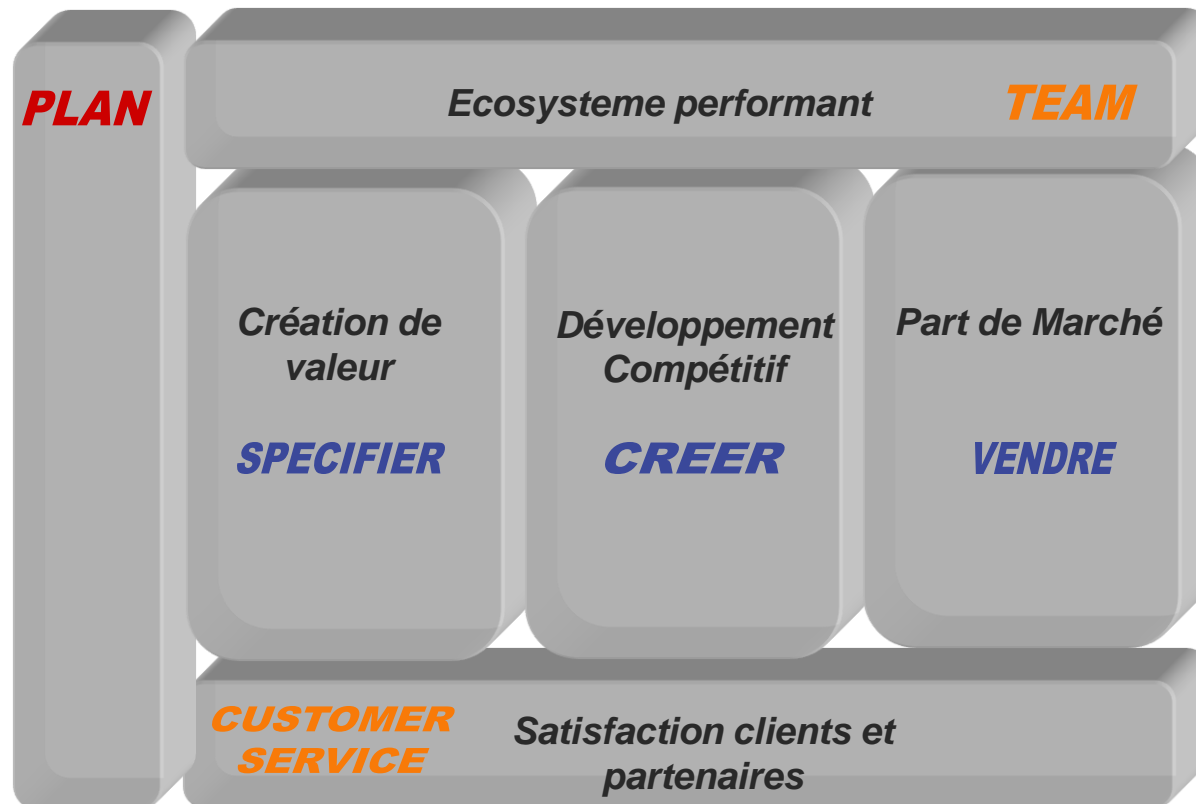 PLAN
Ecosysteme performant
TEAM
Création de
valeur
SPECIFIER
Développement
Compétitif
CREER
Part de Marché
VENDRE
CUSTOMER
SERVICE
Satisfaction clients et
partenaires